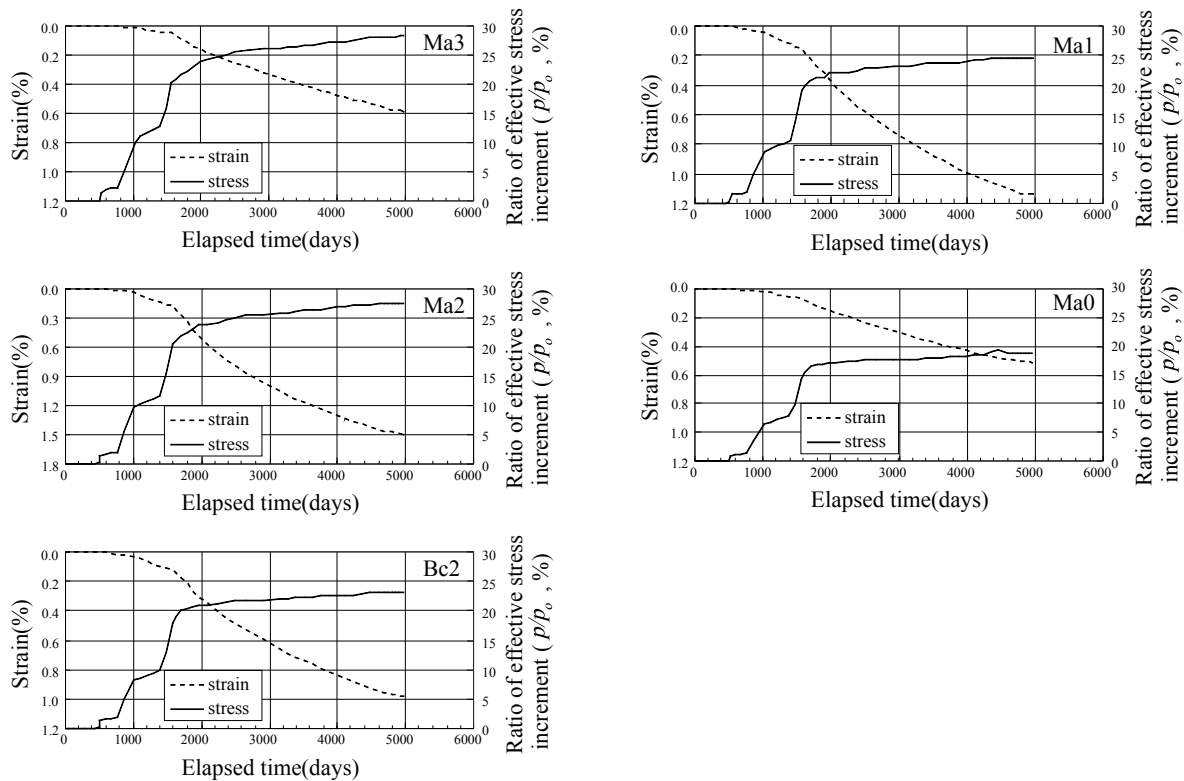 Ma3
0.0
0.2
0.4
0.6
0.8
1.0
1.2
30
25
20
15
10
5
0
0 1000 2000 3000 4000 5000 6000
strain
stress
Strain(%)
Elapsed time(days)
Ratio of effective stress
increment ( p/pₒ , %)
Ma1
0.0
0.2
0.4
0.6
0.8
1.0
1.2
30
25
20
15
10
5
0
0 1000 2000 3000 4000 5000 6000
strain
stress
Strain(%)
Elapsed time(days)
Ratio of effective stress
increment ( p/pₒ , %)
Ma2
0.0
0.3
0.6
0.9
1.2
1.5
1.8
30
25
20
15
10
5
0
0 1000 2000 3000 4000 5000 6000
strain
stress
Strain(%)
Elapsed time(days)
Ratio of effective stress
increment ( p/pₒ , %)
Ma0
0.0
0.2
0.4
0.6
0.8
1.0
1.2
30
25
20
15
10
5
0
0 1000 2000 3000 4000 5000 6000
strain
stress
Strain(%)
Elapsed time(days)
Ratio of effective stress
increment ( p/pₒ , %)
Bc2
0.0
0.2
0.4
0.6
0.8
1.0
1.2
30
25
20
15
10
5
0
0 1000 2000 3000 4000 5000 6000
strain
stress
Strain(%)
Elapsed time(days)
Ratio of effective stress
increment ( p/pₒ , %)